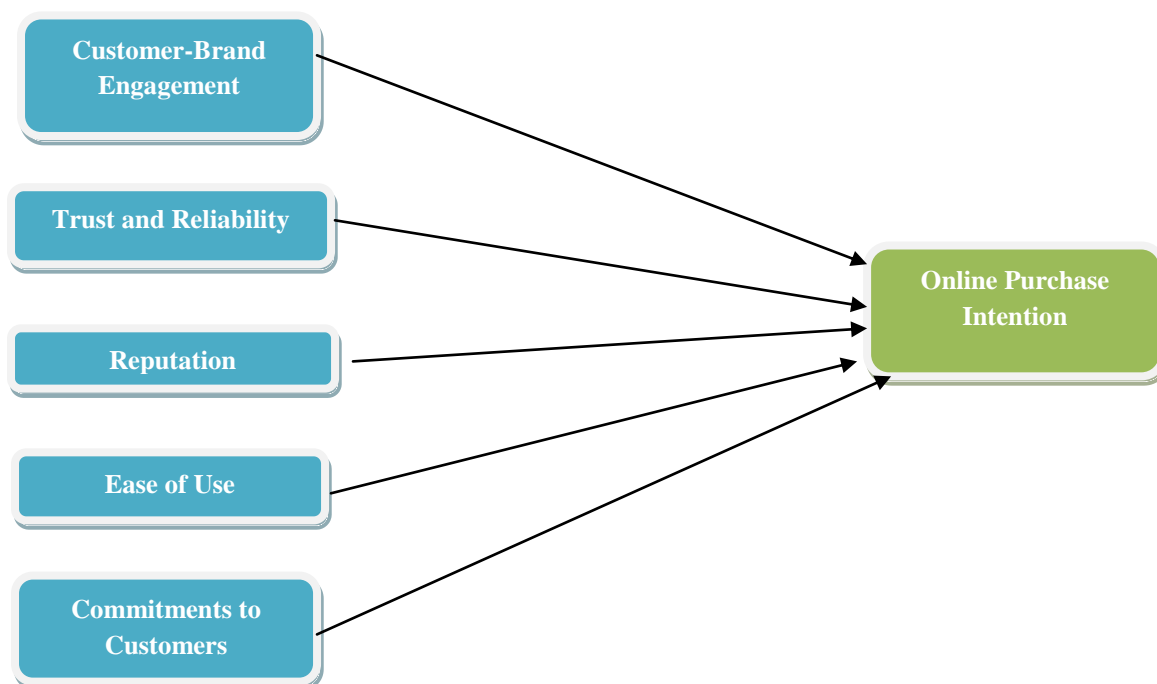 Customer-Brand
Engagement
Trust and Reliability
Reputation
Ease of Use
Commitments to
Customers
Online Purchase
Intention